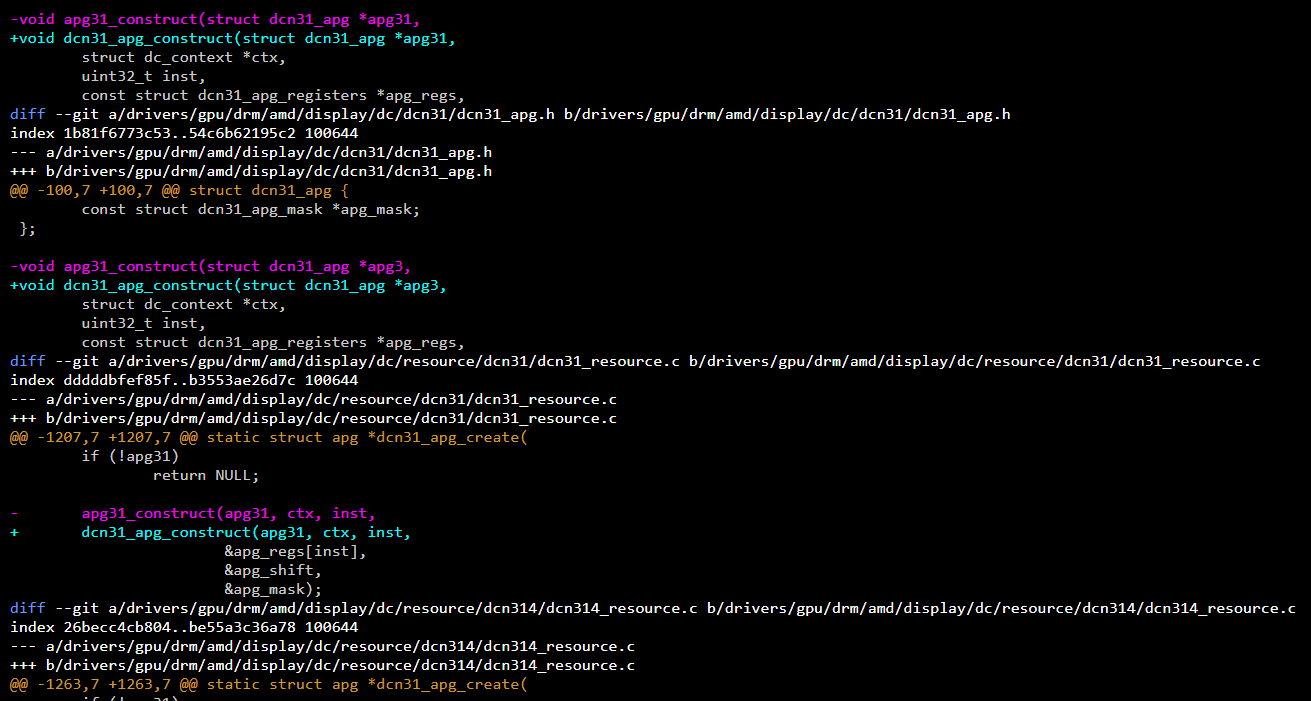 -void apg31_construct(struct dcn31_apg *apg31,
+void dcn31_apg_construct(struct dcn31_apg *apg31,
        struct dc_context *ctx,
        uint32_t inst,
        const struct dcn31_apg_registers *apg_regs,
diff --git a/drivers/gpu/drm/amd/display/dc/dcn31/dcn31_apg.h b/drivers/gpu/drm/amd/display/dc/dcn31/dcn31_apg.h
index 1b81f6773c53..54c6b62195c2 100644
--- a/drivers/gpu/drm/amd/display/dc/dcn31/dcn31_apg.h
+++ b/drivers/gpu/drm/amd/display/dc/dcn31/dcn31_apg.h
@@ -100,7 +100,7 @@ struct dcn31_apg {
        const struct dcn31_apg_mask *apg_mask;
 };
-void apg31_construct(struct dcn31_apg *apg3,
+void dcn31_apg_construct(struct dcn31_apg *apg3,
        struct dc_context *ctx,
        uint32_t inst,
        const struct dcn31_apg_registers *apg_regs,
diff --git a/drivers/gpu/drm/amd/display/dc/resource/dcn31/dcn31_resource.c b/drivers/gpu/drm/amd/display/dc/resource/dcn31/dcn31_resource.c
index dddddbfef85f..b3553ae26d7c 100644
--- a/drivers/gpu/drm/amd/display/dc/resource/dcn31/dcn31_resource.c
+++ b/drivers/gpu/drm/amd/display/dc/resource/dcn31/dcn31_resource.c
@@ -1207,7 +1207,7 @@ static struct apg *dcn31_apg_create(
        if (!apg31)
                return NULL;
-       apg31_construct(apg31, ctx, inst,
+       dcn31_apg_construct(apg31, ctx, inst,
                        &apg_regs[inst],
                        &apg_shift,
                        &apg_mask);
diff --git a/drivers/gpu/drm/amd/display/dc/resource/dcn314/dcn314_resource.c b/drivers/gpu/drm/amd/display/dc/resource/dcn314/dcn314_resource.c
index 26becc4cb804..be55a3c36a78 100644
--- a/drivers/gpu/drm/amd/display/dc/resource/dcn314/dcn314_resource.c
+++ b/drivers/gpu/drm/amd/display/dc/resource/dcn314/dcn314_resource.c
@@ -1263,7 +1263,7 @@ static struct apg *dcn31_apg_create(